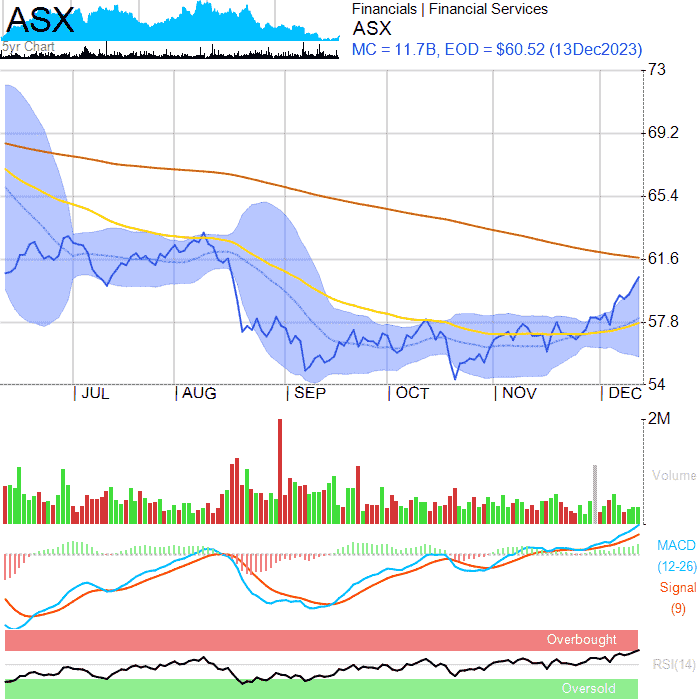 ASX
5yr Chart
Financials | Financial Services
ASX
MC = 11.7B, EOD = $60.52 (13Dec2023)
73
69.2
65.4
61.6
57.8
54
| JUL | AUG | SEP | OCT | NOV | DEC
2M
Volume
MACD
(12-26)
Signal
(9)
Overbought
RSI(14)
Oversold